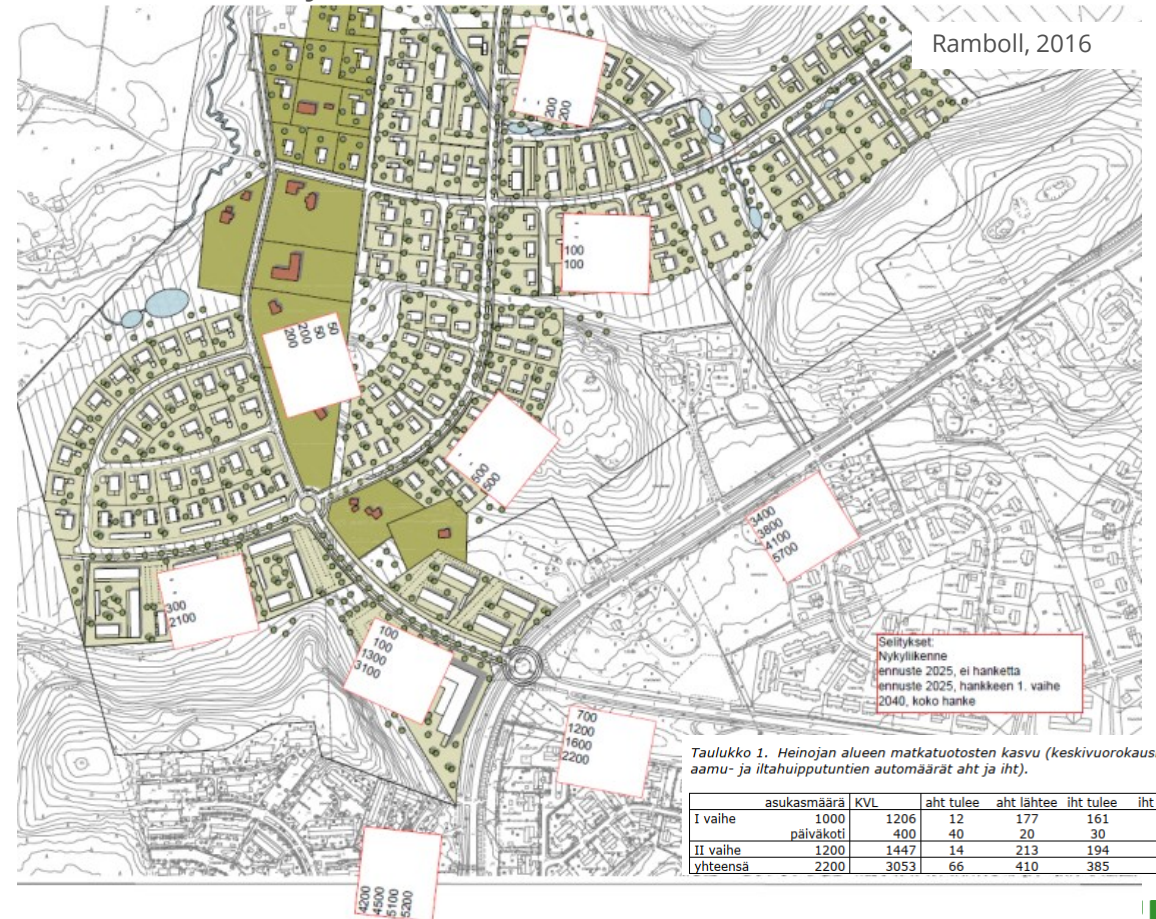 Ramboll, 2016
-
-
200
200
-
-
100
100
50
50
200
200
-
-
500
500
3400
3800
4100
5700
-
-
300
2100
100
100
1300
3100
Selitykset:
Nykyliikenne
ennuste 2025, ei hanketta
ennuste 2025, hankkeen 1. vaihe
2040, koko hanke
700
1200
1600
2200
Taulukko 1. Heinojan alueen matkatuotosten kasvu
aamu- ja iltahuipputuntien automäärät aht ja iht).
asukasmäärä KVL aht tulee aht lähtee iht tulee iht
I vaihe 1000 1206 12 177 161
päiväkoti 400 40 20 30
II vaihe 1200 1447 14 213 194
yhteensä 2200 3053 66 410 385
4200
4500
5100
5200